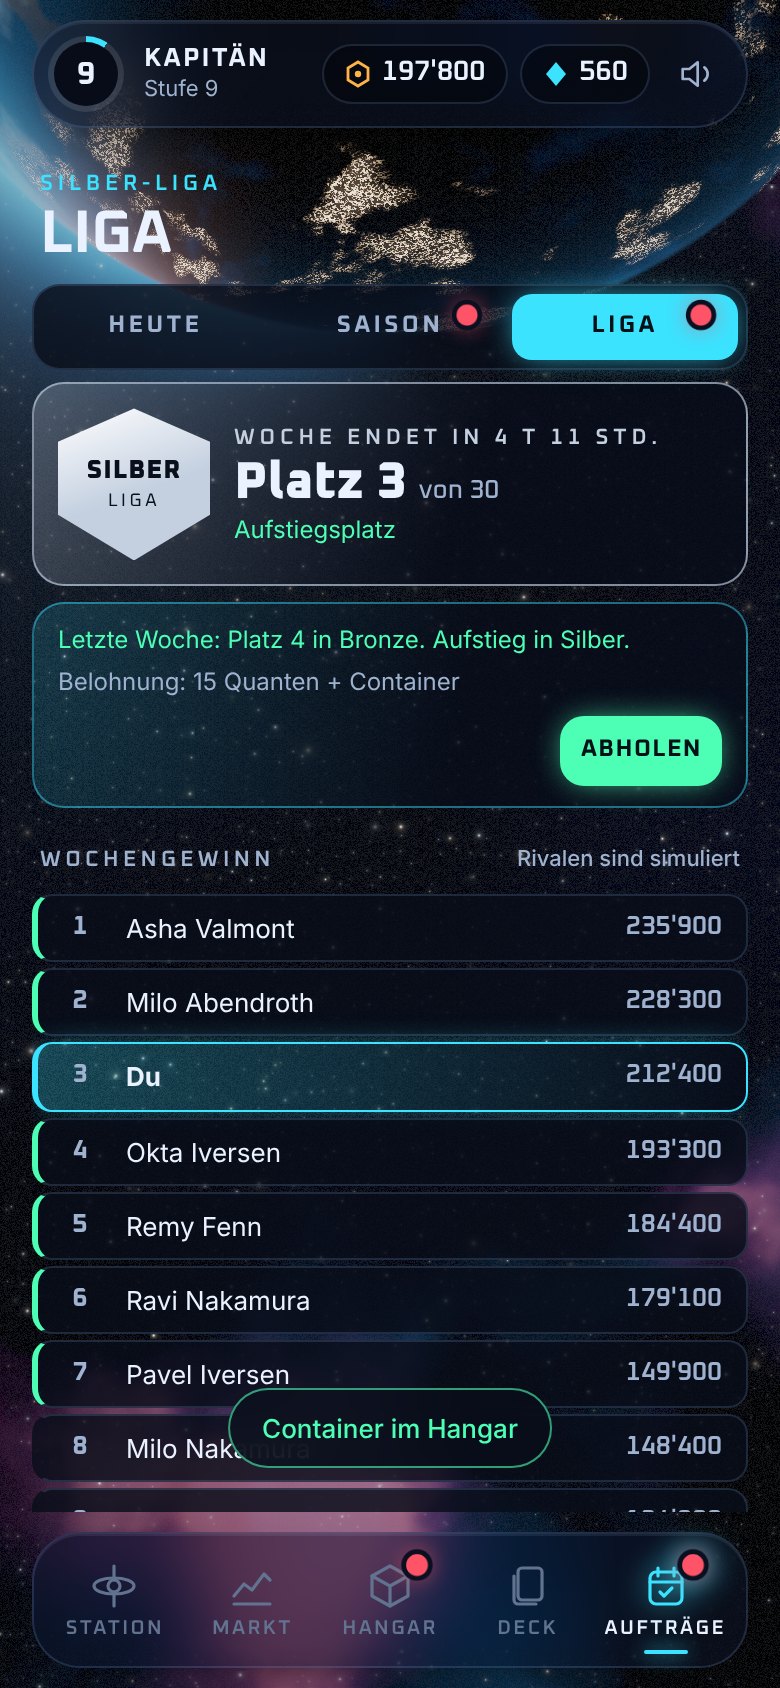 9
KAPITÄN
Stufe 9
197'800
560
SILBER-LIGA
LIGA
HEUTE
SAISON
LIGA
SILBER
LIGA
WOCHE ENDET IN 4 T 11 STD.
Platz 3 von 30
Aufstiegsplatz
Letzte Woche: Platz 4 in Bronze. Aufstieg in Silber.
Belohnung: 15 Quanten + Container
ABHOLEN
WOCHENGEWINN
Rivalen sind simuliert
1 Asha Valmont 235'900
2 Milo Abendroth 228'300
3 Du 212'400
4 Okta Iversen 193'300
5 Remy Fenn 184'400
6 Ravi Nakamura 179'100
7 Pavel Iversen 149'900
8 Milo Nakamura 148'400
Container im Hangar
STATION
MARKT
HANGAR
DECK
AUFTRÄGE